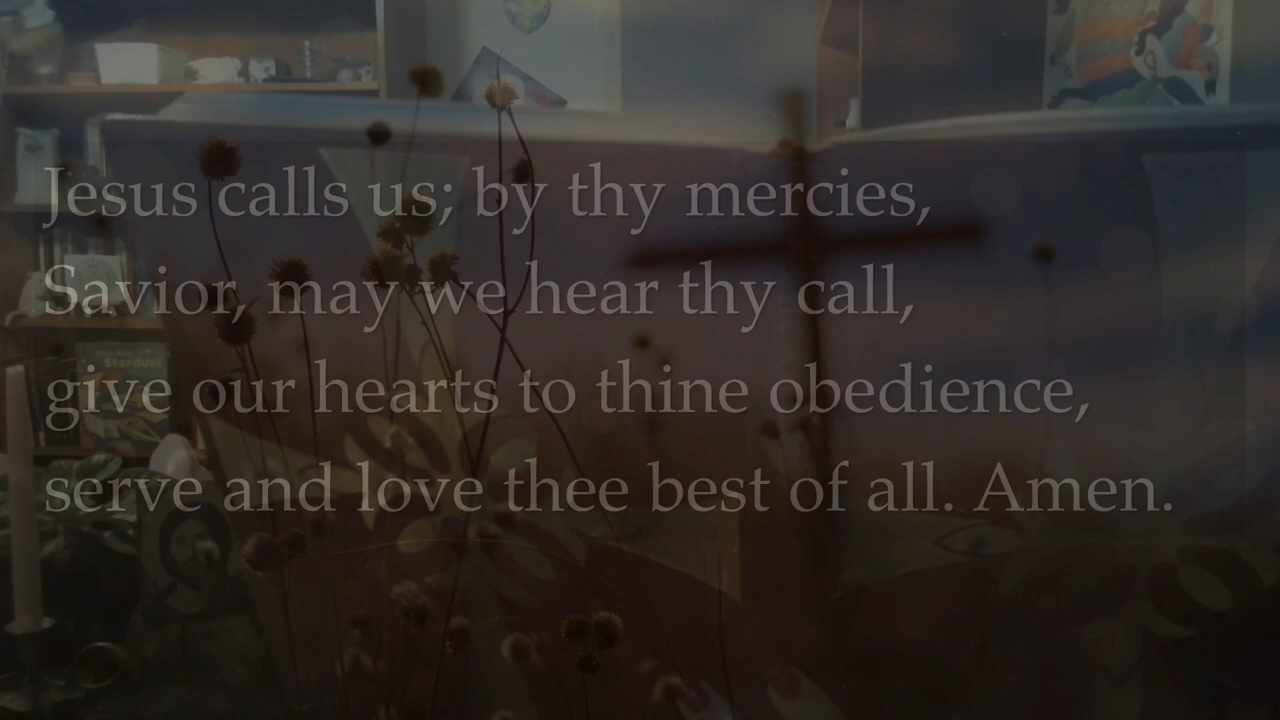 Jesus calls us; by thy mercies,
Savior, may we hear thy call,
give our hearts to thine obedience,
serve and love thee best of all. Amen.
Stardust